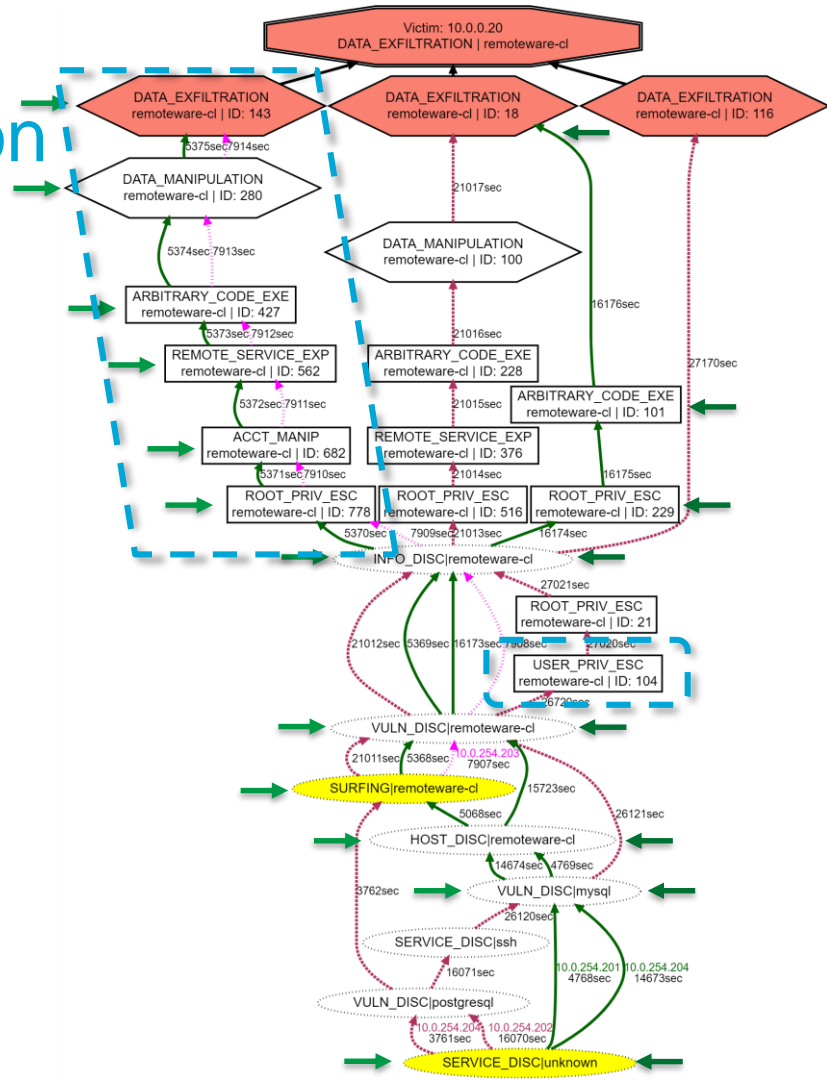 Victim: 10.0.0.20
DATA_EXFILTRATION | remoteware-cl
on
DATA_EXFILTRATION
remoteware-cl | ID: 143
DATA_EXFILTRATION
remoteware-cl | ID: 18
DATA_EXFILTRATION
remoteware-cl | ID: 116
5375sec
7914sec
DATA_MANIPULATION
remoteware-cl | ID: 280
21017sec
DATA_MANIPULATION
remoteware-cl | ID: 100
5374sec
7913sec
ARBITRARY_CODE_EXE
remoteware-cl | ID: 427
16176sec
5373sec
7912sec
21016sec
27170sec
REMOTE_SERVICE_EXP
remoteware-cl | ID: 562
ARBITRARY_CODE_EXE
remoteware-cl | ID: 228
5372sec
7911sec
21015sec
ARBITRARY_CODE_EXE
remoteware-cl | ID: 101
ACCT_MANIP
remoteware-cl | ID: 682
REMOTE_SERVICE_EXP
remoteware-cl | ID: 376
5371sec
7910sec
21014sec
16175sec
ROOT_PRIV_ESC
remoteware-cl | ID: 778
ROOT_PRIV_ESC
remoteware-cl | ID: 516
ROOT_PRIV_ESC
remoteware-cl | ID: 229
5370sec
7909sec
21013sec
16174sec
INFO_DISC|remoteware-cl
27021sec
ROOT_PRIV_ESC
remoteware-cl | ID: 21
21012sec
5369sec
16173sec
7908sec
27020sec
USER_PRIV_ESC
remoteware-cl | ID: 104
26720sec
VULN_DISC|remoteware-cl
21011sec
5368sec
10.0.254.203
7907sec
SURFING|remoteware-cl
15723sec
5068sec
26121sec
HOST_DISC|remoteware-cl
14674sec
4769sec
3762sec
VULN_DISC|mysql
26120sec
SERVICE_DISC|ssh
16071sec
10.0.254.201
4768sec
10.0.254.204
14673sec
VULN_DISC|postgresql
10.0.254.204
3761sec
10.0.254.202
16070sec
SERVICE_DISC|unknown